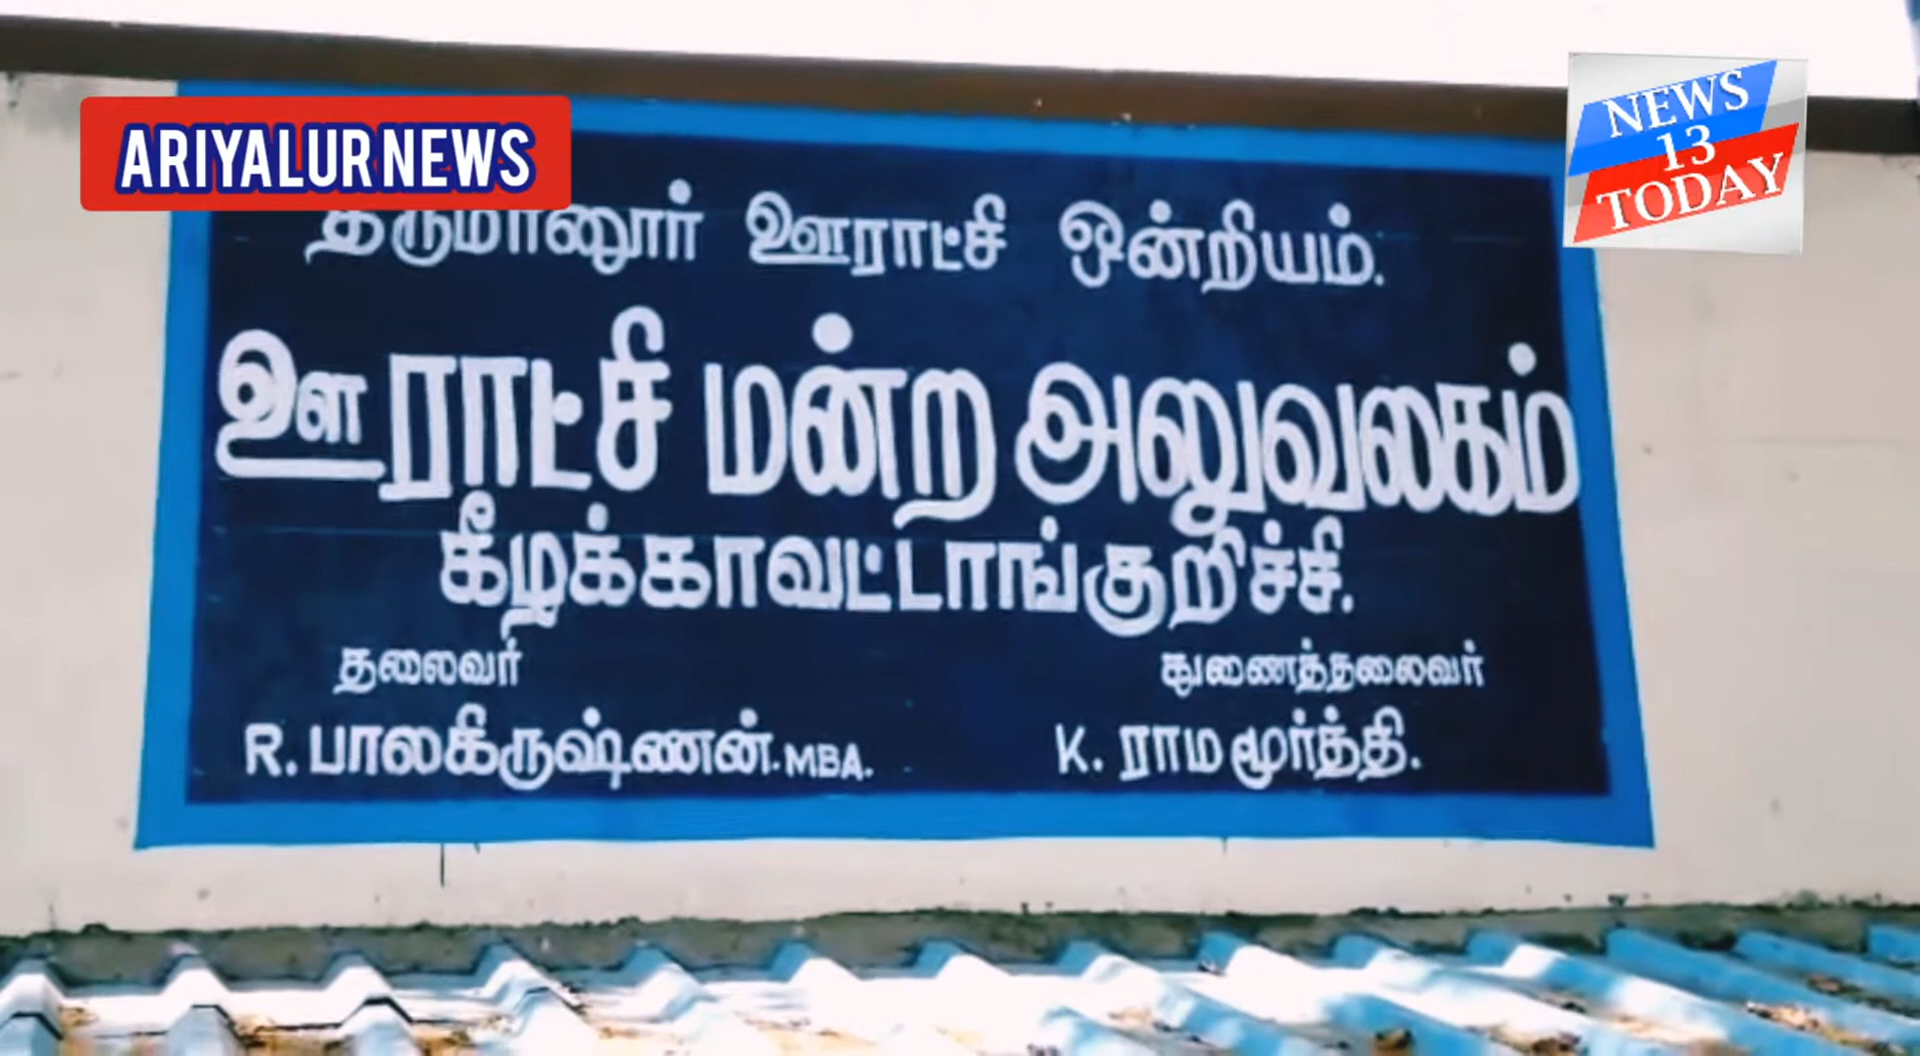 ARIYALUR NEWS
NEWS
13
TODAY
திருமானூர் ஊராட்சி ஒன்றியம்.
ஊராட்சி மன்ற அலுவலகம்
கீழக்காவட்டாங்குறிச்சி.
தலைவர் துணைத்தலைவர்
R. பாலகிருஷ்ணன். MBA. K. ராமமூர்த்தி.